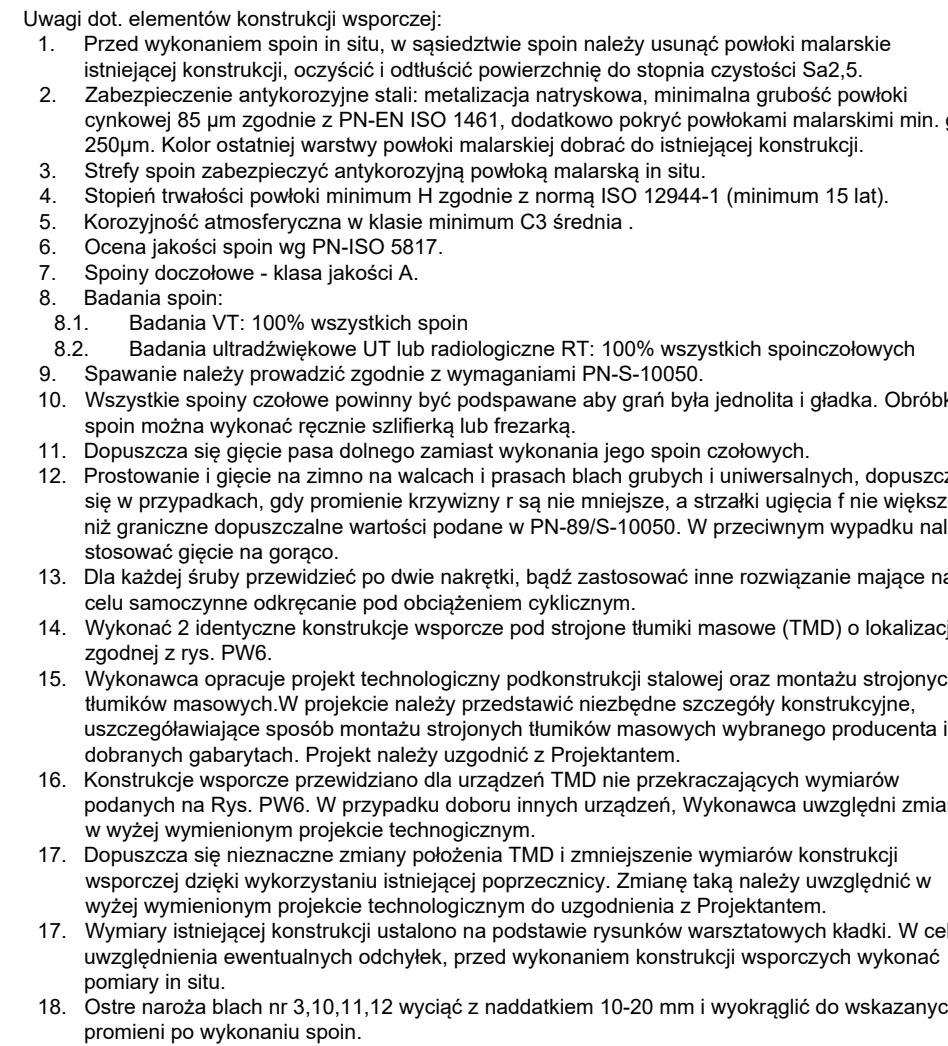 Uwagi dot. elementów konstrukcji wsporczej:
1. Przed wykonaniem spoin in situ, w sąsiedztwie spoin należy usunąć powłoki malarskie
istniejącej konstrukcji, oczyścić i odtłuścić powierzchnię do stopnia czystości Sa2,5.
2. Zabezpieczenie antykorozyjne stali: metalizacja natryskowa, minimalna grubość powłoki
cynkowej 85 μm zgodnie z PN-EN ISO 1461, dodatkowo pokryć powłokami malarskimi min.
250μm. Kolor ostatniej warstwy powłoki malarskiej dobrać do istniejącej konstrukcji.
3. Strefy spoin zabezpieczyć antykorozyjną powłoką malarską in situ.
4. Stopień trwałości powłoki minimum H zgodnie z normą ISO 12944-1 (minimum 15 lat).
5. Korozyjność atmosferyczna w klasie minimum C3 średnia .
6. Ocena jakości spoin wg PN-ISO 5817.
7. Spoiny doczołowe - klasa jakości A.
8. Badania spoin:
8.1. Badania VT: 100% wszystkich spoin
8.2. Badania ultradźwiękowe UT lub radiologiczne RT: 100% wszystkich spoinczołowych
9. Spawanie należy prowadzić zgodnie z wymaganiami PN-S-10050.
10. Wszystkie spoiny czołowe powinny być podspawane aby grań była jednolita i gładka. Obróbk
spoin można wykonać ręcznie szlifierką lub frezarką.
11. Dopuszcza się gięcie pasa dolnego zamiast wykonania jego spoin czołowych.
12. Prostowanie i gięcie na zimno na walcach i prasach blach grubych i uniwersalnych, dopuszcz
się w przypadkach, gdy promienie krzywizny r są nie mniejsze, a strzałki ugięcia f nie większ
niż graniczne dopuszczalne wartości podane w PN-89/S-10050. W przeciwnym wypadku nal
stosować gięcie na gorąco.
13. Dla każdej śruby przewidzieć po dwie nakrętki, bądź zastosować inne rozwiązanie mające na
celu samoczynne odkręcanie pod obciążeniem cyklicznym.
14. Wykonać 2 identyczne konstrukcje wsporcze pod strojone tłumiki masowe (TMD) o lokalizacj
zgodnej z rys. PW6.
15. Wykonawca opracuje projekt technologiczny podkonstrukcji stalowej oraz montażu strojonyc
tłumików masowych.W projekcie należy przedstawić niezbędne szczegóły konstrukcyjne,
uszczegóławiające sposób montażu strojonych tłumików masowych wybranego producenta i
dobranych gabarytach. Projekt należy uzgodnić z Projektantem.
16. Konstrukcje wsporcze przewidziano dla urządzeń TMD nie przekraczających wymiarów
podanych na Rys. PW6. W przypadku doboru innych urządzeń, Wykonawca uwzględni zmia
w wyżej wymienionym projekcie technogicznym.
17. Dopuszcza się nieznaczne zmiany położenia TMD i zmniejszenie wymiarów konstrukcji
wsporczej dzięki wykorzystaniu istniejącej poprzecznicy. Zmianę taką należy uwzględnić w
wyżej wymienionym projekcie technologicznym do uzgodnienia z Projektantem.
17. Wymiary istniejącej konstrukcji ustalono na podstawie rysunków warsztatowych kładki. W cel
uwzględnienia ewentualnych odchyłek, przed wykonaniem konstrukcji wsporczych wykonać
pomiary in situ.
18. Ostre naroża blach nr 3,10,11,12 wyciąć z naddatkiem 10-20 mm i wyokrąglić do wskazanyc
promieni po wykonaniu spoin.